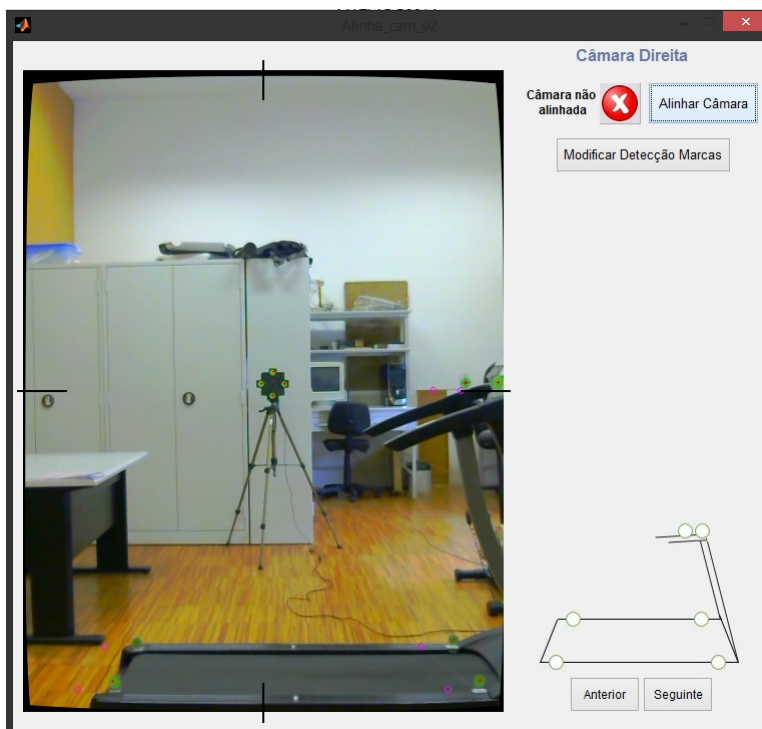 Alinha_cam_v2
Câmara Direita
Câmara não
alinhada
Alinhar Câmara
Modificar Detecção Marcas
Anterior
Seguinte